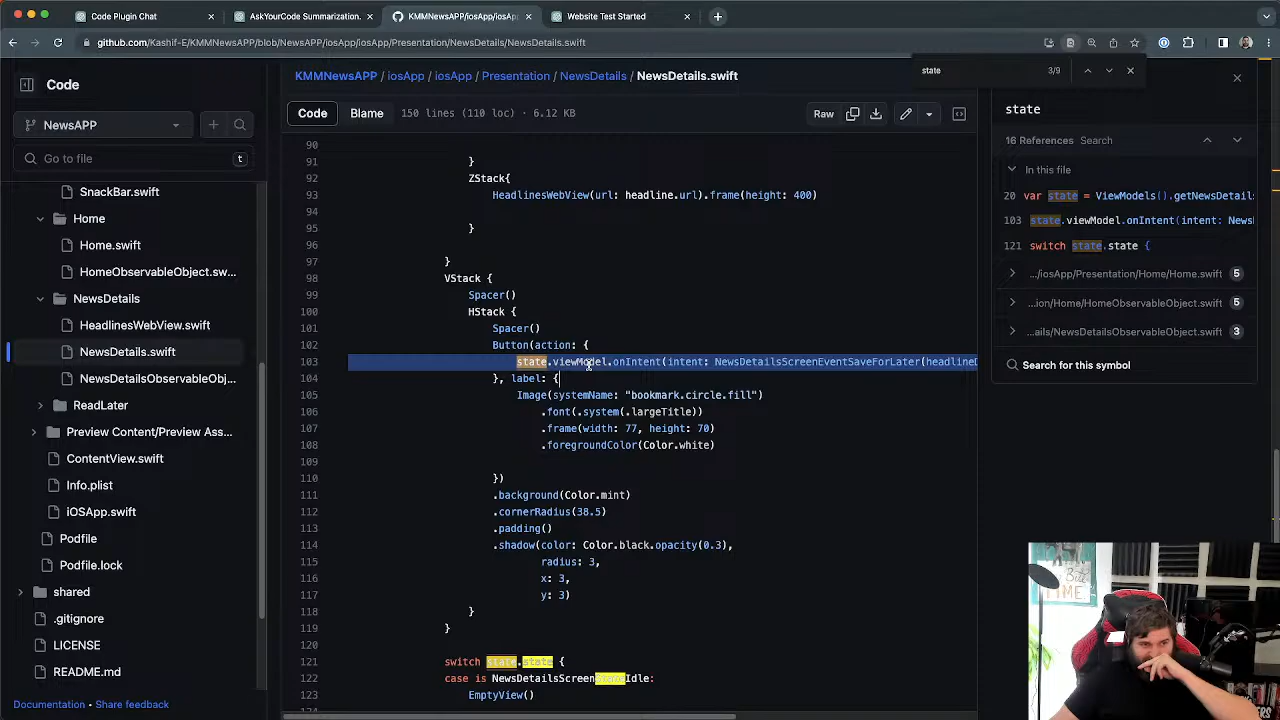 Code Plugin Chat
AskYourCode Summarization.
KMMNewsAPP/iosApp/iosApp
Website Test Started
github.com/Kashif-E/KMMNewsAPP/blob/NewsAPP/iosApp/iosApp/Presentation/NewsDetails/NewsDetails.swift
state 3/9
Code
KMMNewsAPP / iosApp / iosApp / Presentation / NewsDetails / NewsDetails.swift
NewsAPP
Go to file t
SnackBar.swift
Home
Home.swift
HomeObservableObject.sw...
NewsDetails
HeadlinesWebView.swift
NewsDetails.swift
NewsDetailsObservableObj...
ReadLater
Preview Content/Preview Ass...
ContentView.swift
Info.plist
iOSApp.swift
Podfile
Podfile.lock
shared
.gitignore
LICENSE
README.md
Documentation • Share feedback
Code Blame 150 lines (110 loc) · 6.12 KB Raw
90
91 }
92 ZStack{
93 HeadlinesWebView(url: headline.url).frame(height: 400)
94
95 }
96
97 }
98 VStack {
99 Spacer()
100 HStack {
101 Spacer()
102 Button(action: {
103 state.viewModel.onIntent(intent: NewsDetailsScreenEventSaveForLater(headlineD
104 }, label: {
105 Image(systemName: "bookmark.circle.fill")
106 .font(.system(.largeTitle))
107 .frame(width: 77, height: 70)
108 .foregroundColor(Color.white)
109
110 })
111 .background(Color.mint)
112 .cornerRadius(38.5)
113 .padding()
114 .shadow(color: Color.black.opacity(0.3),
115 radius: 3,
116 x: 3,
117 y: 3)
118 }
119 }
120
121 switch state.state {
122 case is NewsDetailsScreenStateIdle:
123 EmptyView()
state
16 References Search
In this file
20 var state = ViewModels().getNewsDetails
103 state.viewModel.onIntent(intent: News
121 switch state.state {
.../iosApp/Presentation/Home/Home.swift 5
...ion/Home/HomeObservableObject.swift 5
...ails/NewsDetailsObservableObject.swift 3
Search for this symbol
TIME